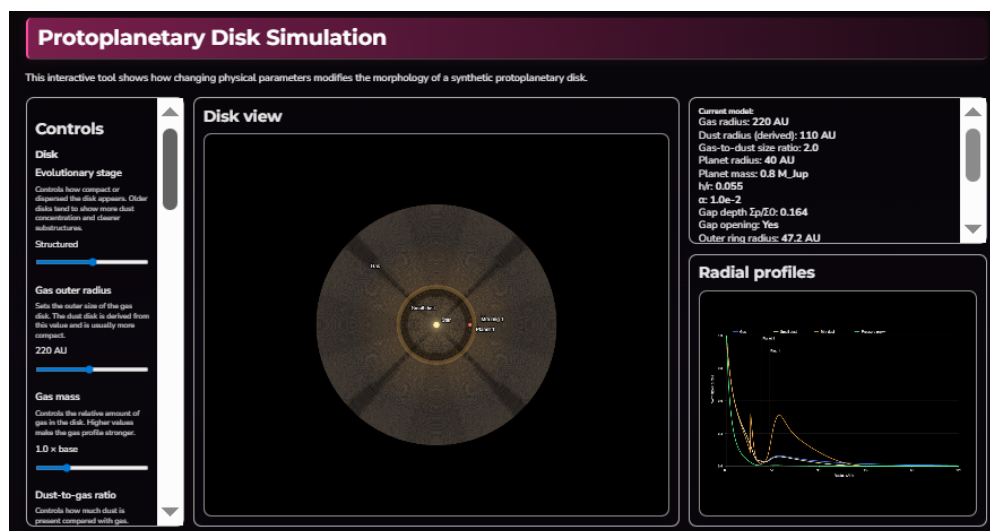 Protoplanetary Disk Simulation
This interactive tool shows how changing physical parameters modifies the morphology of a synthetic protoplanetary disk.
Controls
Disk
Evolutionary stage
Controls how compact or
dispersed the disk appears. Older
disks tend to show more dust
concentration and clearer
substructures.
Structured
Gas outer radius
Sets the outer size of the gas
disk. The dust disk is derived from
this value and is usually more
compact.
220 AU
Gas mass
Controls the relative amount of
gas in the disk. Higher values
make the gas profile stronger.
1.0 × base
Dust-to-gas ratio
Controls how much dust is
present compared with gas.
Disk view
Star
Planet 1
Current model:
Gas radius: 220 AU
Dust radius (derived): 110 AU
Gas-to-dust size ratio: 2.0
Planet radius: 40 AU
Planet mass: 0.8 M_Jup
h/r: 0.055
α: 1.0e-2
Gap depth Σp/Σ0: 0.164
Gap opening: Yes
Outer ring radius: 47.2 AU
Radial profiles